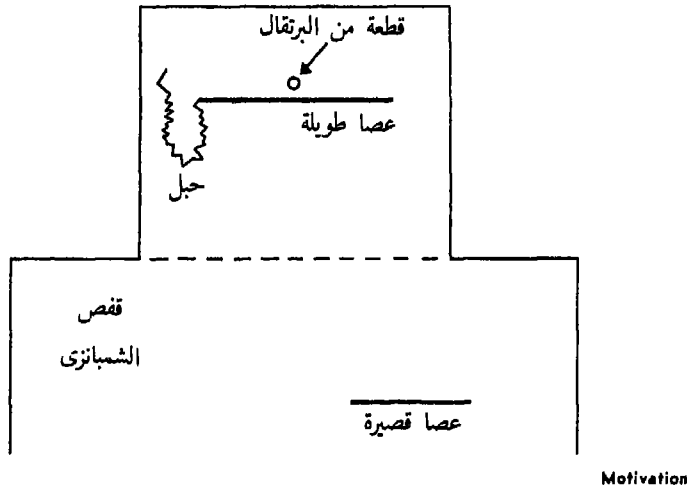 قطعة من البرتقال
عصا طويلة
حبل
قفص
الشمبانزى
عصا قصيرة
Motivation